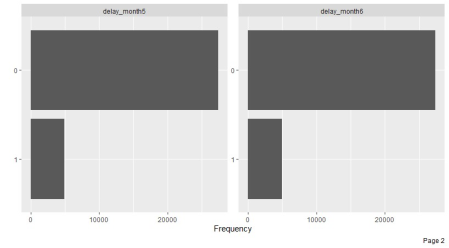 delay_month5
delay_month6
0
0
1
1
0 10000 20000
0 10000 20000
Frequency
Page 2